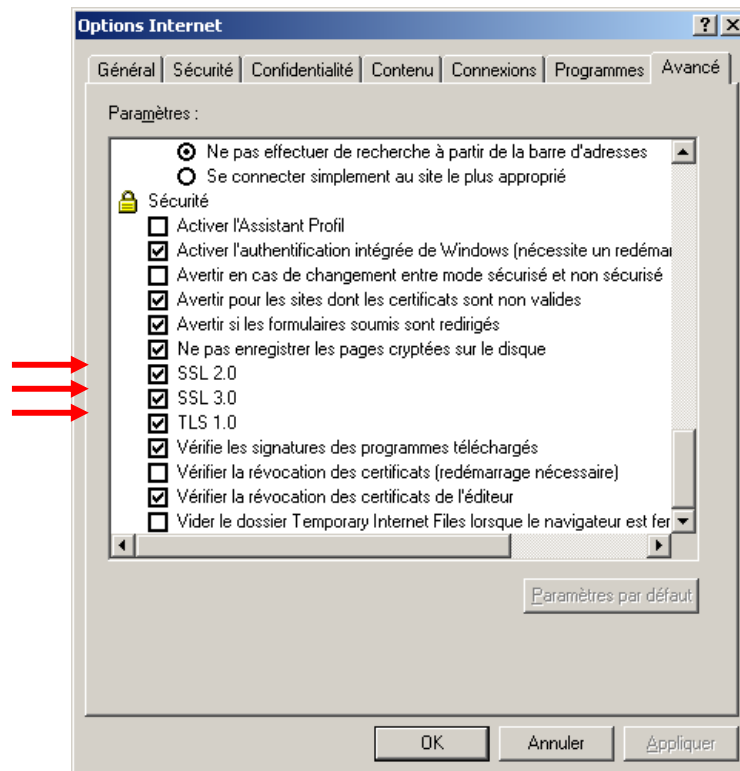 Options Internet
Général Sécurité Confidentialité Contenu Connexions Programmes Avancé
Paramètres :
Ne pas effectuer de recherche à partir de la barre d'adresses
Se connecter simplement au site le plus approprié
Sécurité
Activer l'Assistant Profil
Activer l'authentification intégrée de Windows (nécessite un redémar
Avertir en cas de changement entre mode sécurisé et non sécurisé
Avertir pour les sites dont les certificats sont non valides
Avertir si les formulaires soumis sont redirigés
Ne pas enregistrer les pages cryptées sur le disque
SSL 2.0
SSL 3.0
TLS 1.0
Vérifie les signatures des programmes téléchargés
Vérifier la révocation des certificats (redémarrage nécessaire)
Vérifier la révocation des certificats de l'éditeur
Vider le dossier Temporary Internet Files lorsque le navigateur est fer
Paramètres par défaut
OK Annuler Appliquer